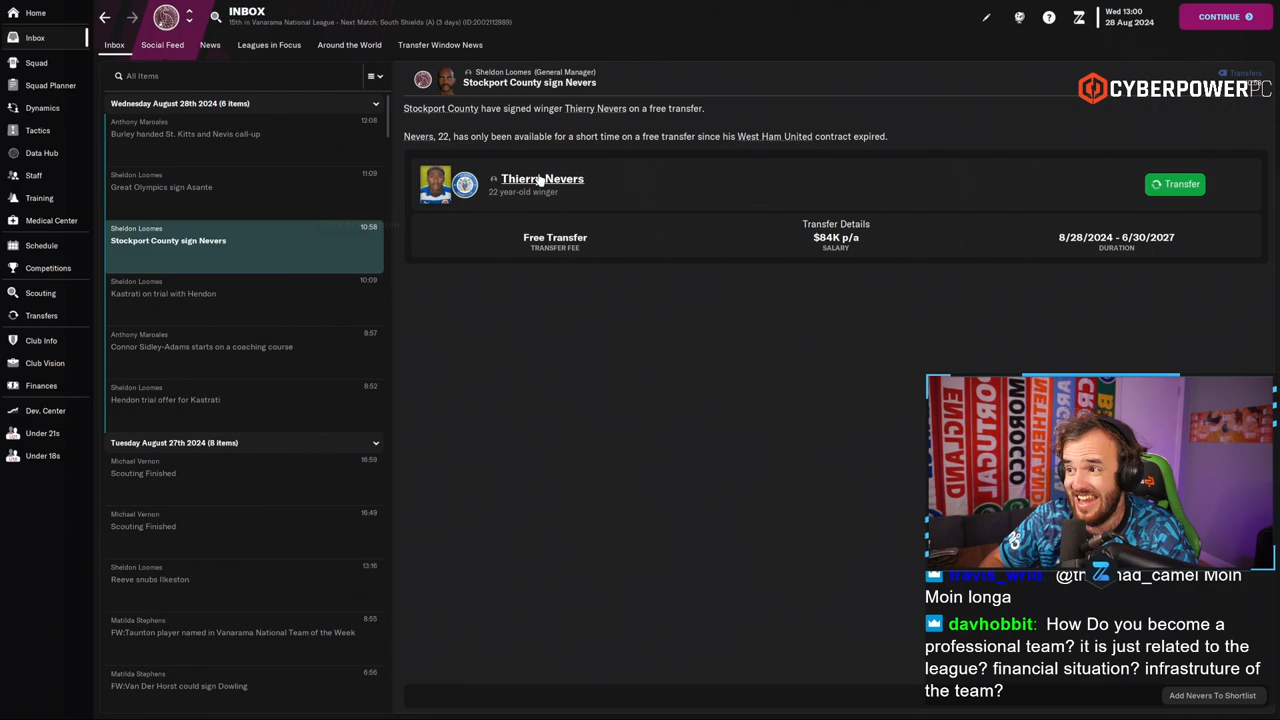 Home
Inbox
Squad
Squad Planner
Dynamics
Tactics
Data Hub
Staff
Training
Medical Center
Schedule
Competitions
Scouting
Transfers
Club Info
Club Vision
Finances
Dev. Center
Under 21s
Under 18s
INBOX
15th in Vanarama National League - Next Match: South Shields (A) (3 days) (ID:2002112889)
Wed 13:00
28 Aug 2024
CONTINUE
Inbox
Social Feed
News
Leagues in Focus
Around the World
Transfer Window News
All Items
Wednesday August 28th 2024 (6 items)
Anthony Maroales
12:08
Burley handed St. Kitts and Nevis call-up
Sheldon Loomes
11:09
Great Olympics sign Asante
Sheldon Loomes
10:58
Stockport County sign Nevers
Sheldon Loomes
10:09
Kastrati on trial with Hendon
Anthony Maroales
8:57
Connor Sidley-Adams starts on a coaching course
Sheldon Loomes
8:52
Hendon trial offer for Kastrati
Tuesday August 27th 2024 (8 items)
Michael Vernon
16:59
Scouting Finished
Michael Vernon
16:49
Scouting Finished
Sheldon Loomes
13:16
Reeve snubs Ilkeston
Matilda Stephens
8:55
FW:Taunton player named in Vanarama National Team of the Week
Matilda Stephens
6:56
FW:Van Der Horst could sign Dowling
Sheldon Loomes (General Manager)
Stockport County sign Nevers
Transfers
CYBERPOWERPC
Stockport County have signed winger Thierry Nevers on a free transfer.
Nevers, 22, has only been available for a short time on a free transfer since his West Ham United contract expired.
Thierry Nevers
22 year-old winger
Transfer
Transfer Details
Free Transfer
TRANSFER FEE
$84K p/a
SALARY
8/28/2024 - 6/30/2027
DURATION
ENGLAND
PORTUGAL
MOROCCO
Moin
Moin longa
davhobbit: How Do you become a
professional team? it is just related to the
league? financial situation? infrastruture of
the team?
Add Nevers To Shortlist